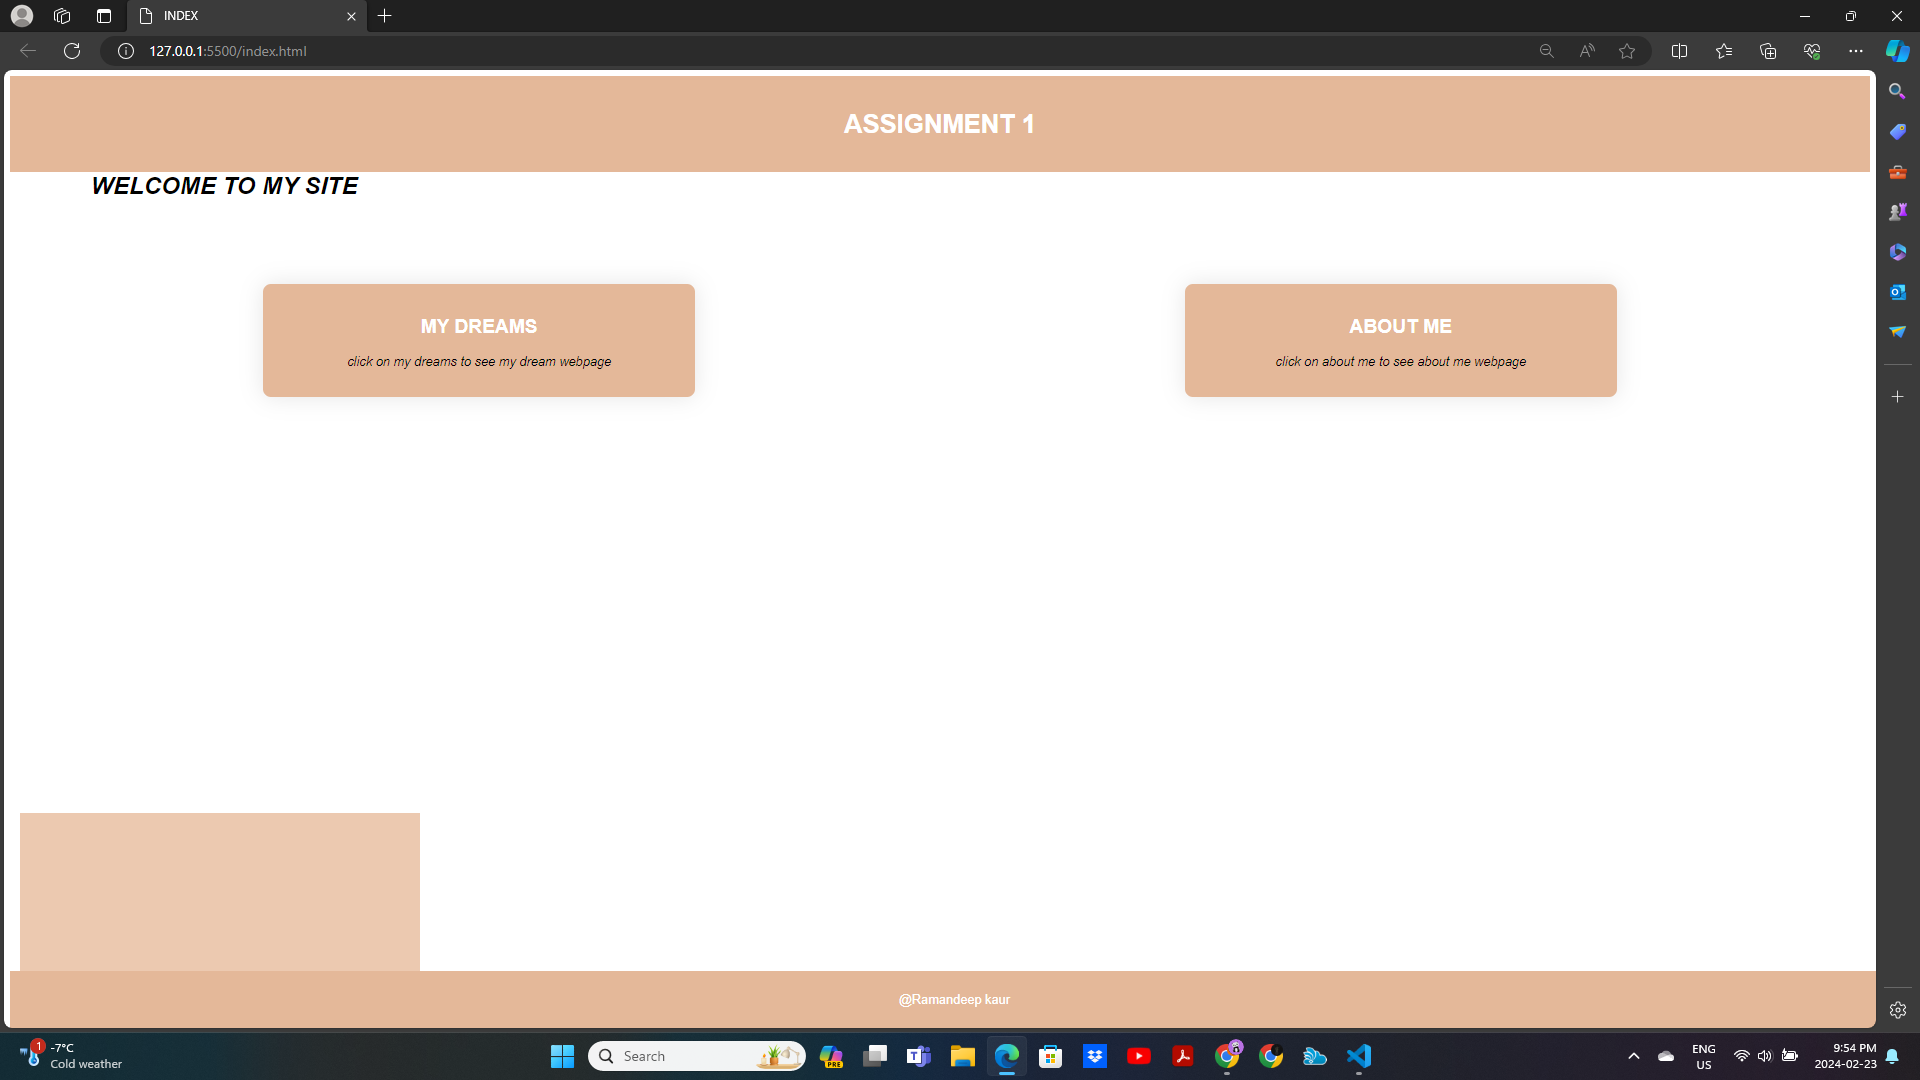 INDEX
127.0.0.1:5500/index.html
ASSIGNMENT 1
WELCOME TO MY SITE
MY DREAMS
click on my dreams to see my dream webpage
ABOUT ME
click on about me to see about me webpage
@Ramandeep kaur
1
-7°C
Cold weather
Search
PRE
ENG
US
9:54 PM
2024-02-23